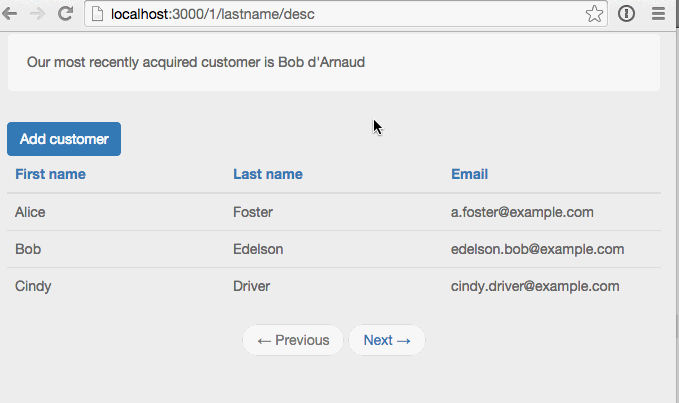 localhost:3000/1/lastname/desc
Our most recently acquired customer is Bob d'Arnaud
Add customer
First name Last name Email
Alice Foster a.foster@example.com
Bob Edelson edelson.bob@example.com
Cindy Driver cindy.driver@example.com
← Previous Next →